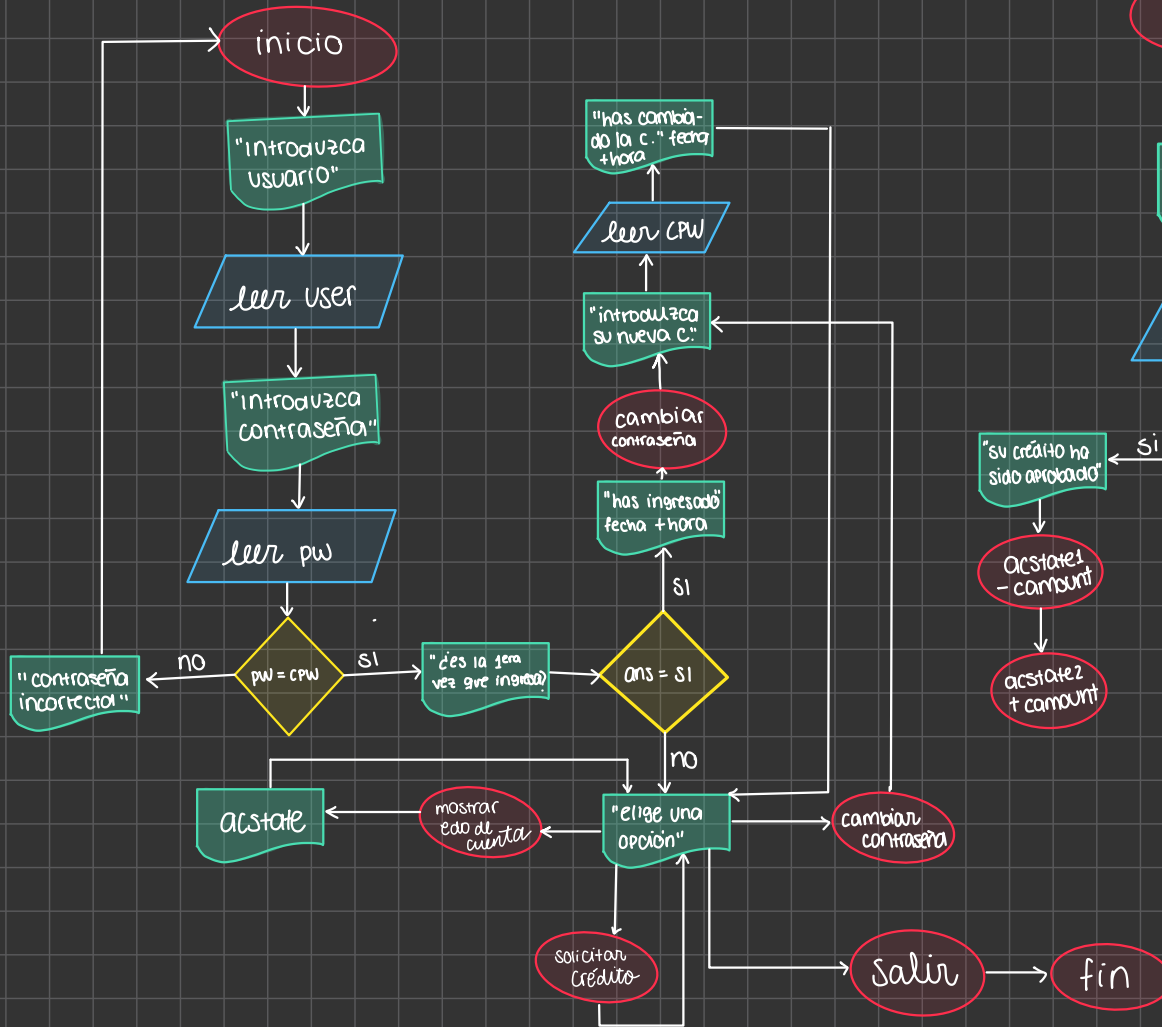 inicio
"introduzca
usuario"
leer user
"introduzca
contraseña"
leer pw
pw = cpw
no
"contraseña
incorrecta"
si
"¿es la 1era
vez que ingresa?
ans = si
si
"has ingresado"
fecha + hora
cambiar
contraseña
"introduzca
su nueva c."
leer CPW
"has cambia-
do la c." fecha
+hora
no
"elige una
opción"
mostrar
edo de
cuenta
acstate
cambiar
contraseña
solicitar
crédito
salir
fin
si
"su crédito ha
sido aprobado"
acstate1
- camount
acstate2
+ camount